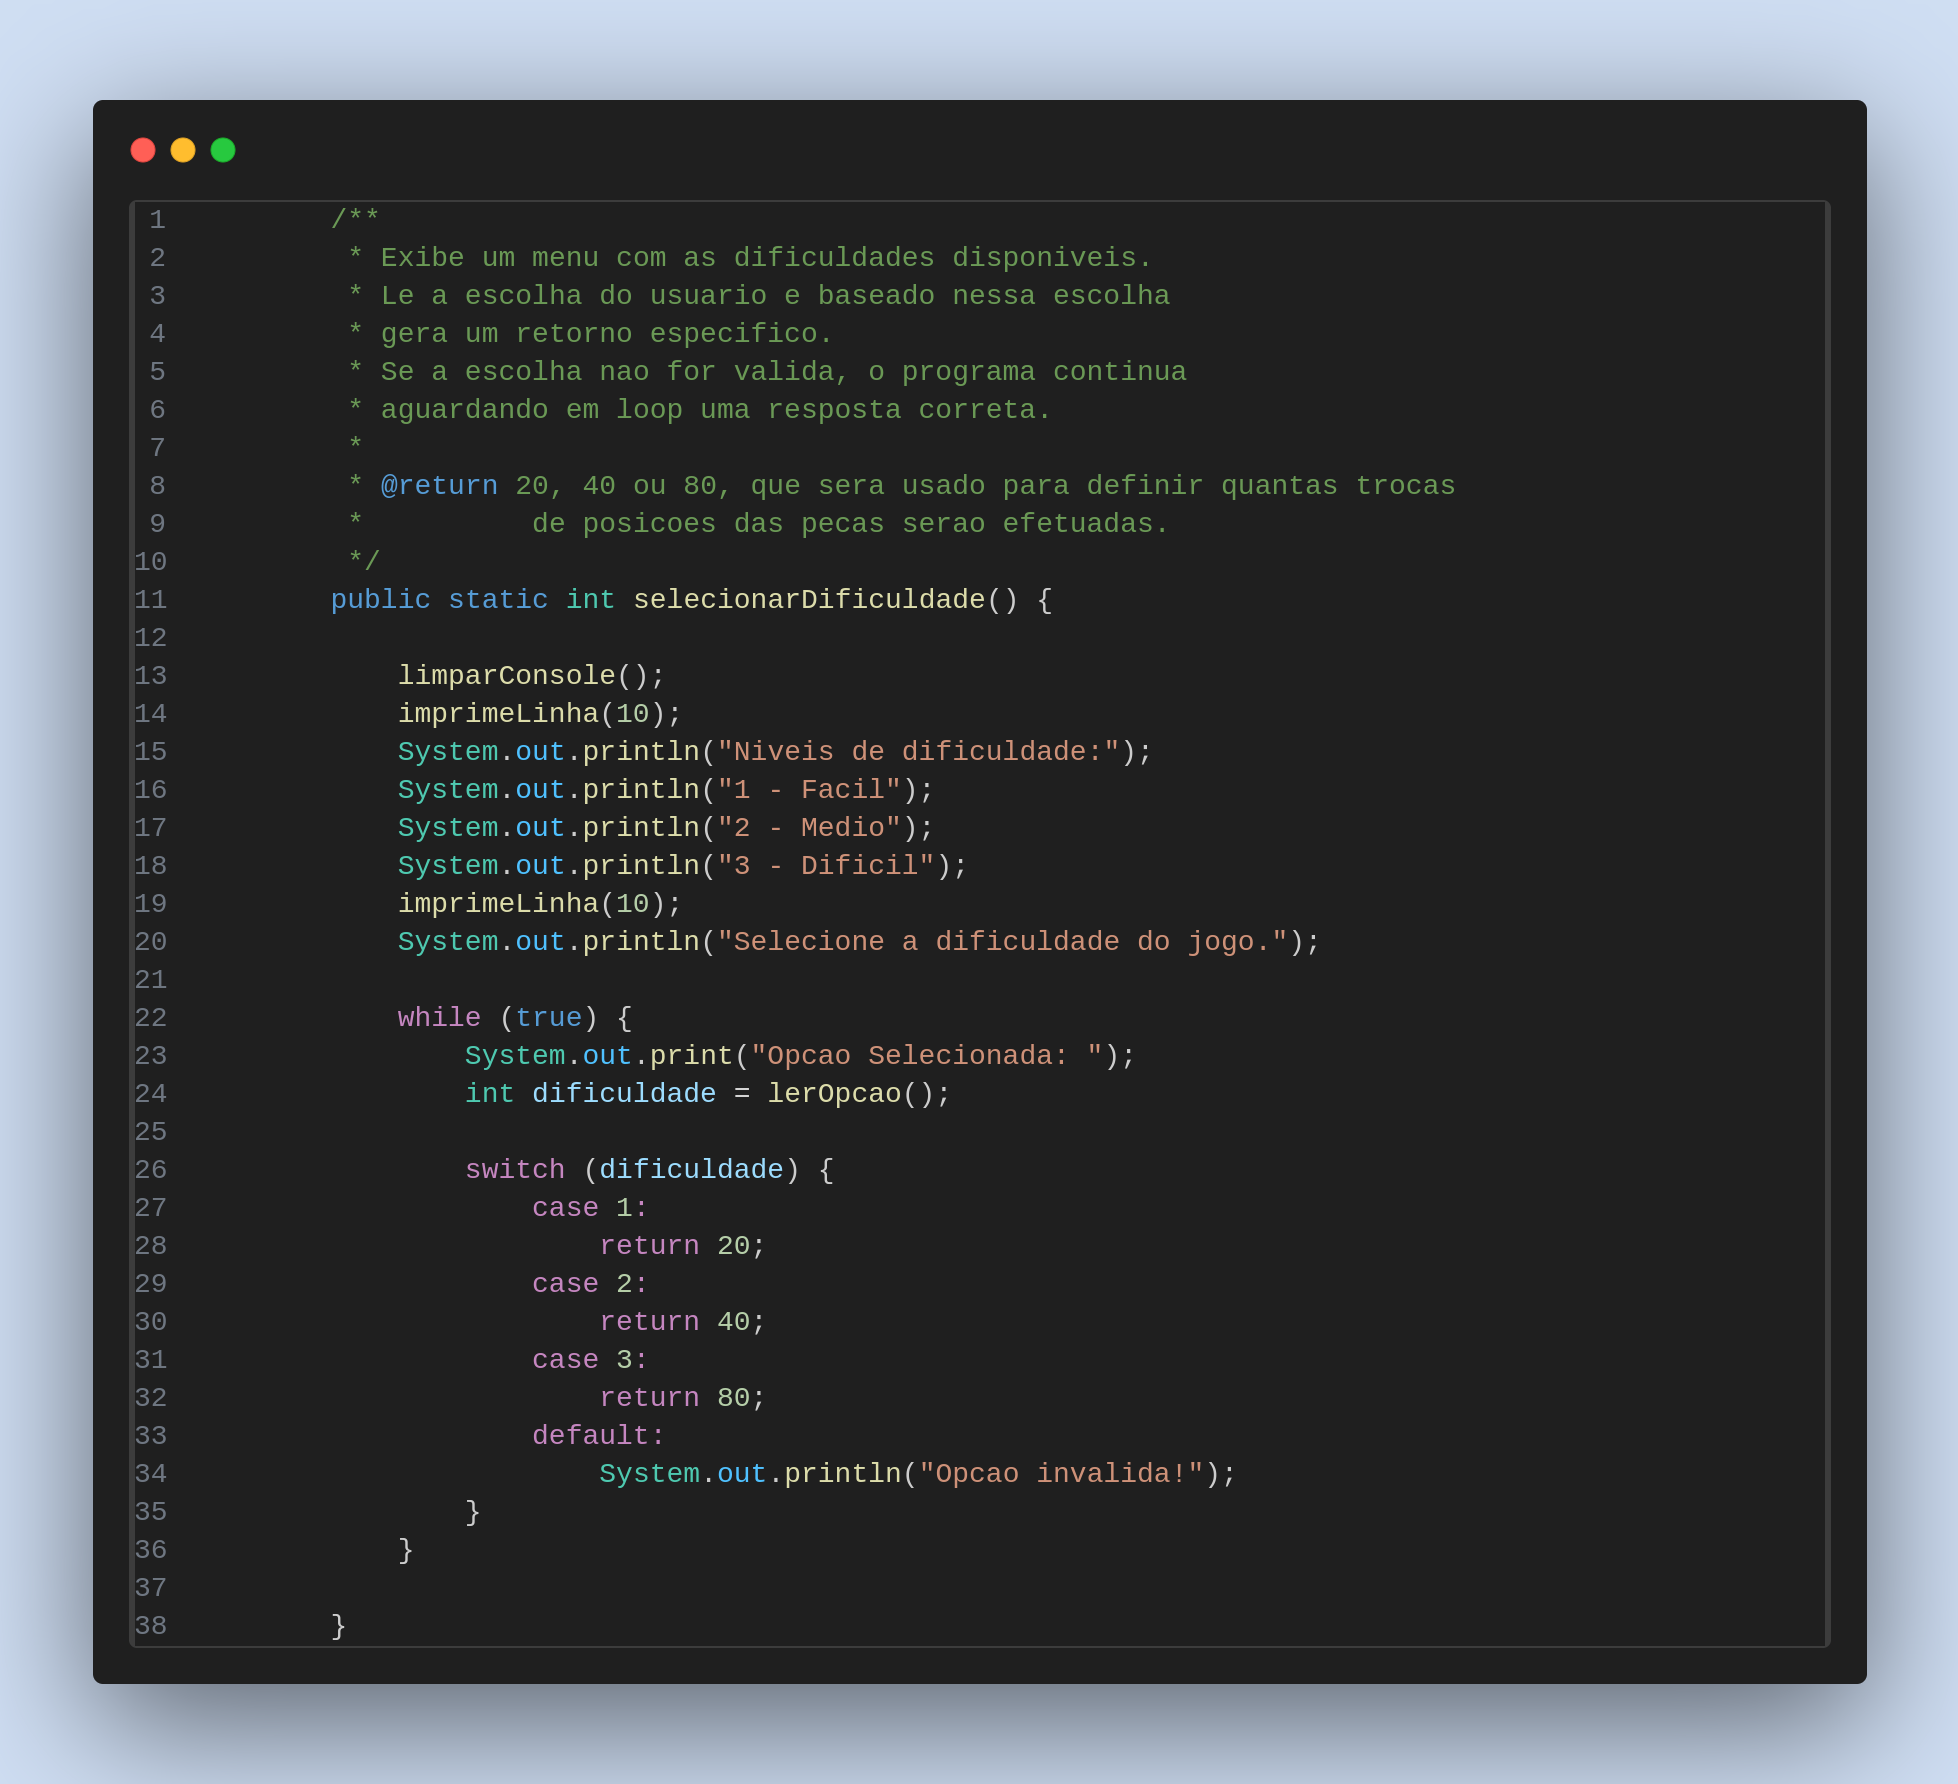 1 /**
2 * Exibe um menu com as dificuldades disponiveis.
3 * Le a escolha do usuario e baseado nessa escolha
4 * gera um retorno especifico.
5 * Se a escolha nao for valida, o programa continua
6 * aguardando em loop uma resposta correta.
7 *
8 * @return 20, 40 ou 80, que sera usado para definir quantas trocas
9 *          de posicoes das pecas serao efetuadas.
10 */
11 public static int selecionarDificuldade() {
12
13 limparConsole();
14 imprimeLinha(10);
15 System.out.println("Niveis de dificuldade:");
16 System.out.println("1 - Facil");
17 System.out.println("2 - Medio");
18 System.out.println("3 - Dificil");
19 imprimeLinha(10);
20 System.out.println("Selecione a dificuldade do jogo.");
21
22 while (true) {
23 System.out.print("Opcao Selecionada: ");
24 int dificuldade = lerOpcao();
25
26 switch (dificuldade) {
27 case 1:
28 return 20;
29 case 2:
30 return 40;
31 case 3:
32 return 80;
33 default:
34 System.out.println("Opcao invalida!");
35 }
36 }
37
38 }